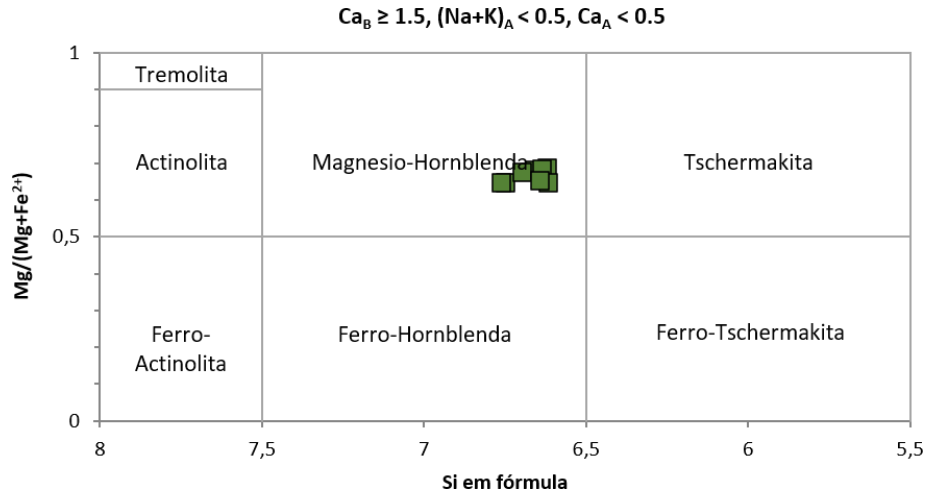 Ca_B ≥ 1.5, (Na+K)_A < 0.5, Ca_A < 0.5
1
Tremolita
Actinolita
Magnesio-Hornblenda
Tschermakita
Mg/(Mg+Fe²⁺)
0,5
Ferro-
Actinolita
Ferro-Hornblenda
Ferro-Tschermakita
0
8
7,5
7
6,5
6
5,5
Si em fórmula